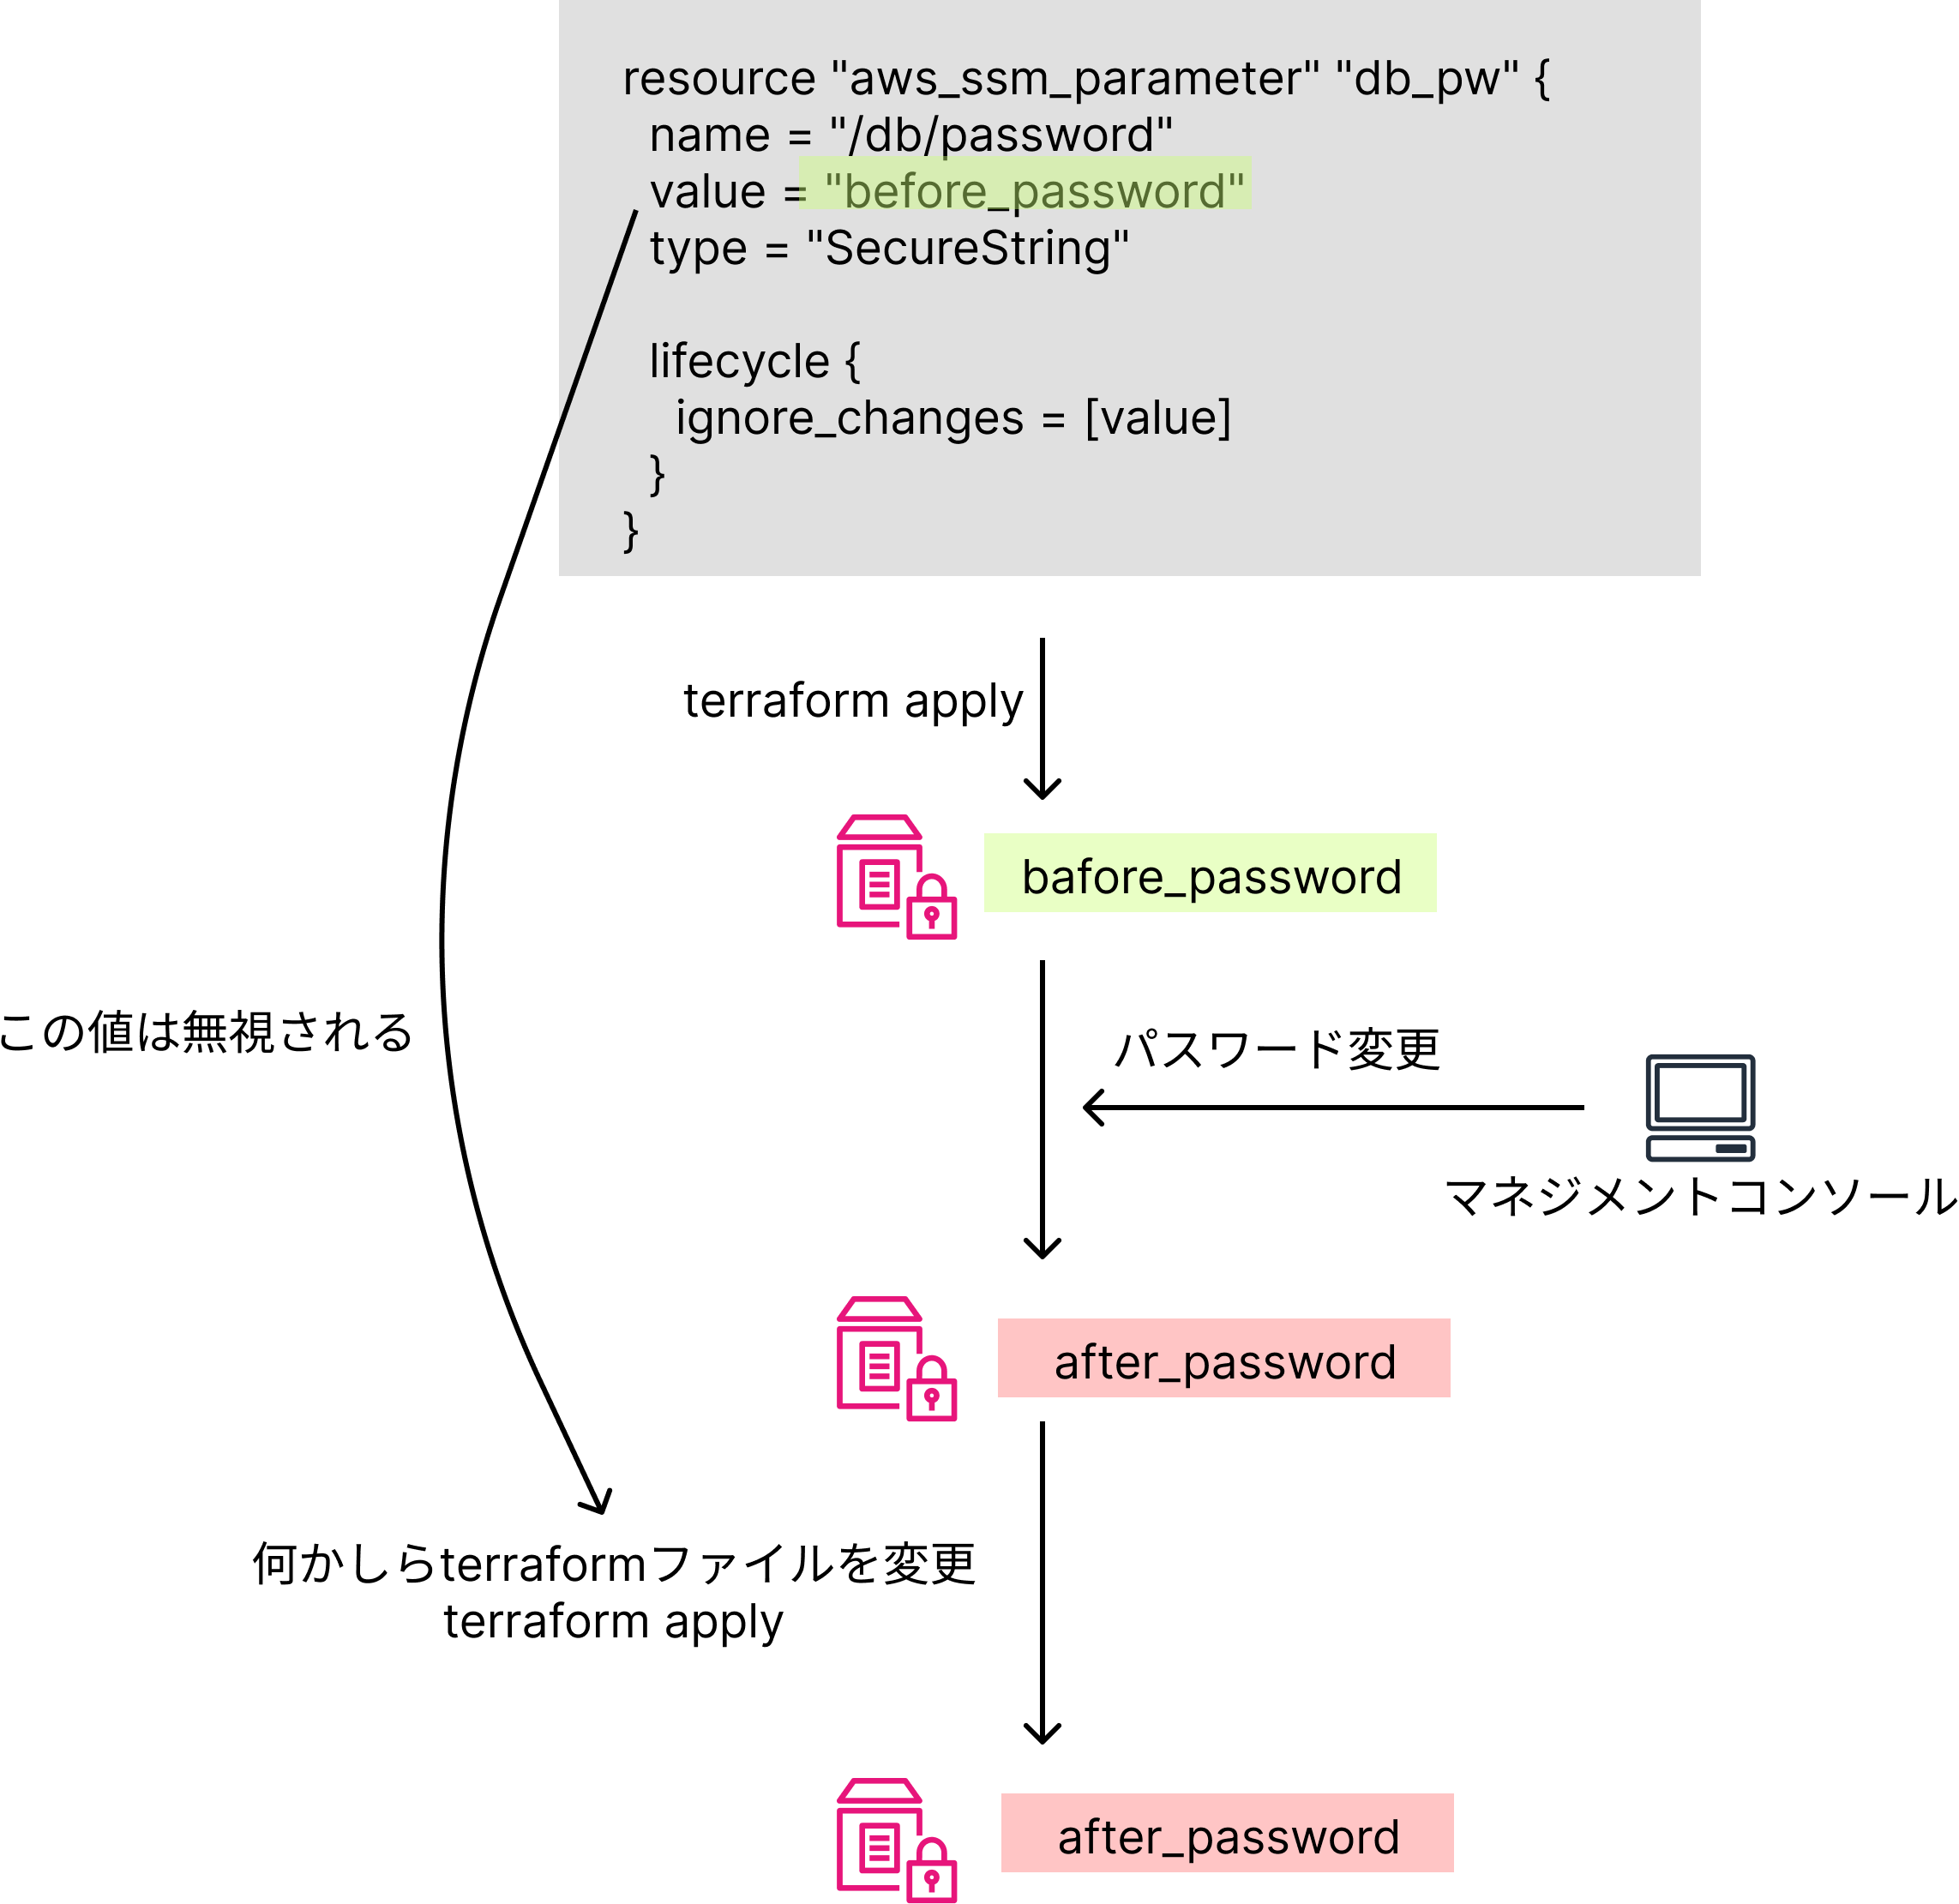 resource "aws_ssm_parameter" "db_pw" {
name = "/db/password"
value = "before_password"
type = "SecureString"
lifecycle {
ignore_changes = [value]
}
}
terraform apply
bafore_password
この値は無視される
パスワード変更
マネジメントコンソール
after_password
何かしらterraformファイルを変更
terraform apply
after_password